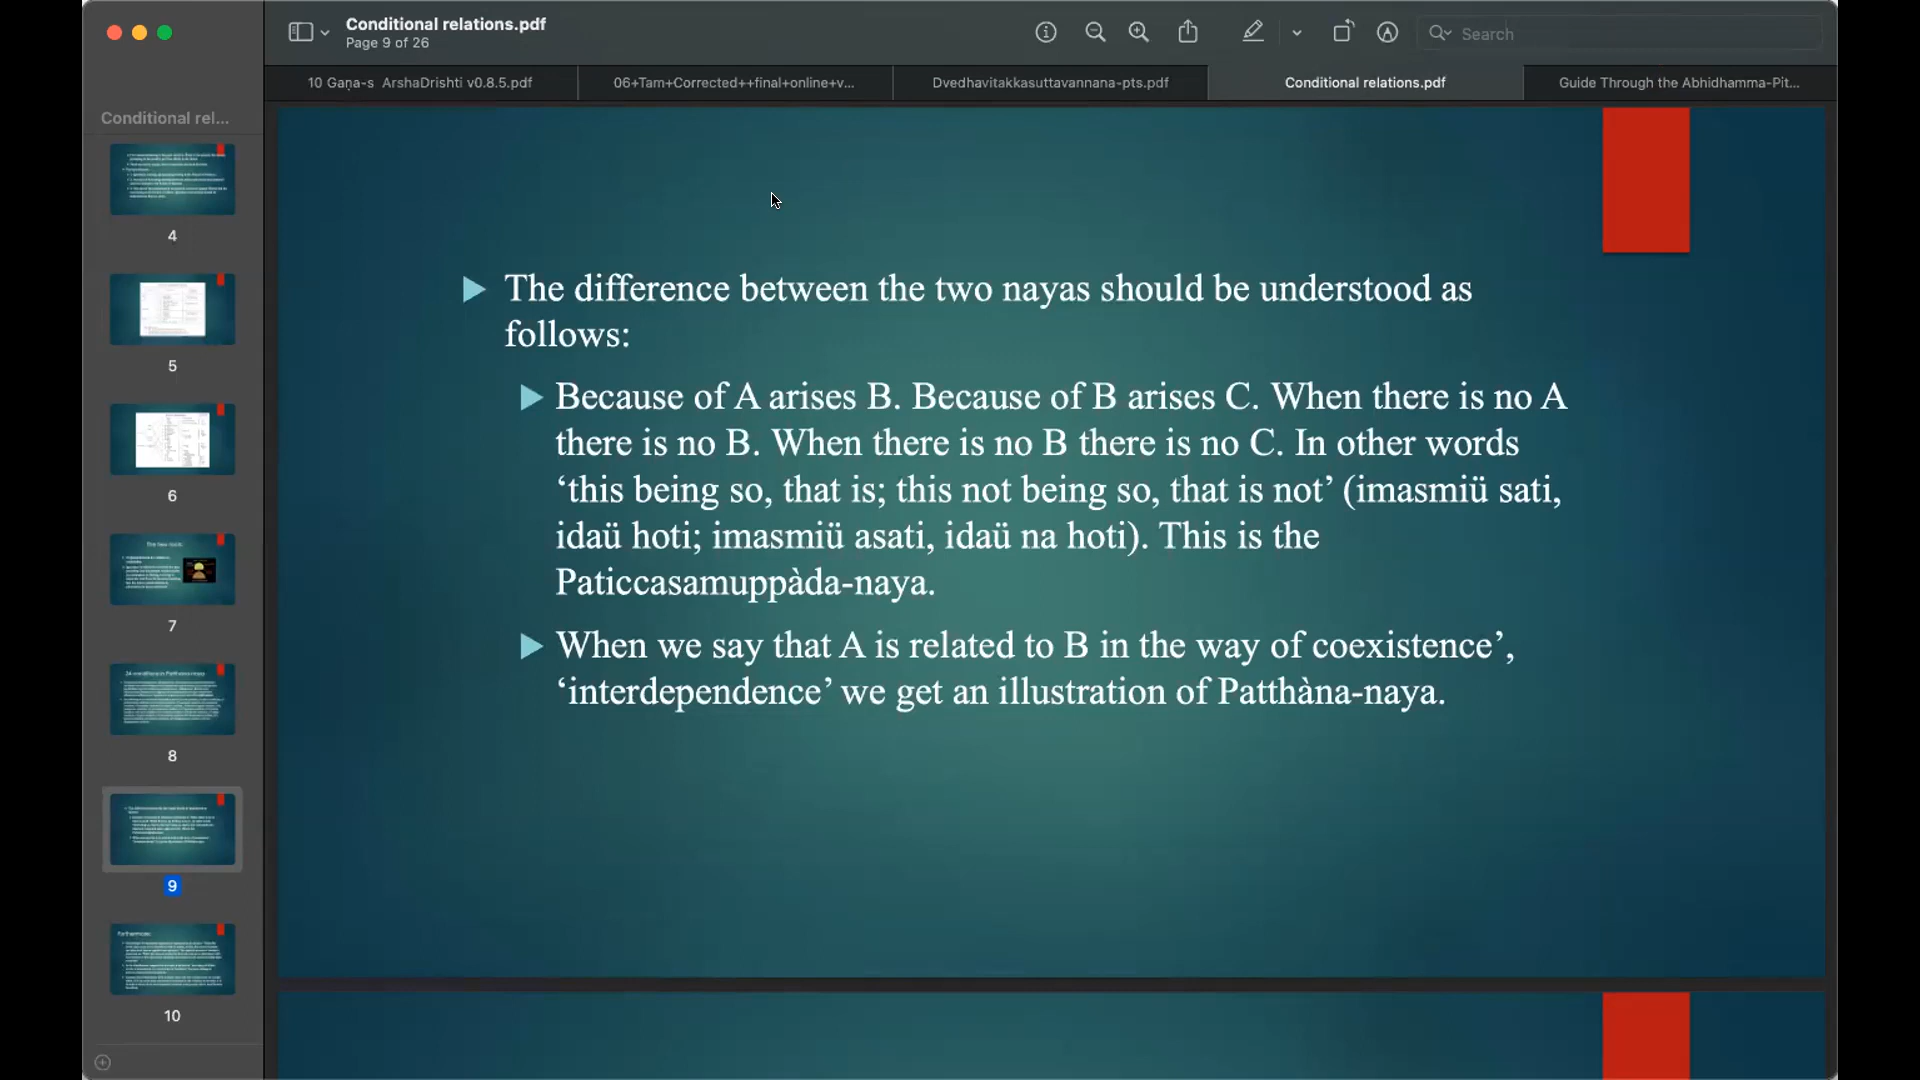 Conditional relations.pdf
Page 9 of 26
Search
10 Gaṇa-s ArshaDrishti v0.8.5.pdf
06+Tam+Corrected++final+online+v...
Dvedhavitakkasuttavannana-pts.pdf
Conditional relations.pdf
Guide Through the Abhidhamma-Pit...
Conditional rel...
4
5
6
7
8
9
10
The difference between the two nayas should be understood as
follows:
Because of A arises B. Because of B arises C. When there is no A
there is no B. When there is no B there is no C. In other words
‘this being so, that is; this not being so, that is not’ (imasmiü sati,
idaü hoti; imasmiü asati, idaü na hoti). This is the
Paticcasamuppàda-naya.
When we say that A is related to B in the way of coexistence’,
‘interdependence’ we get an illustration of Patthàna-naya.